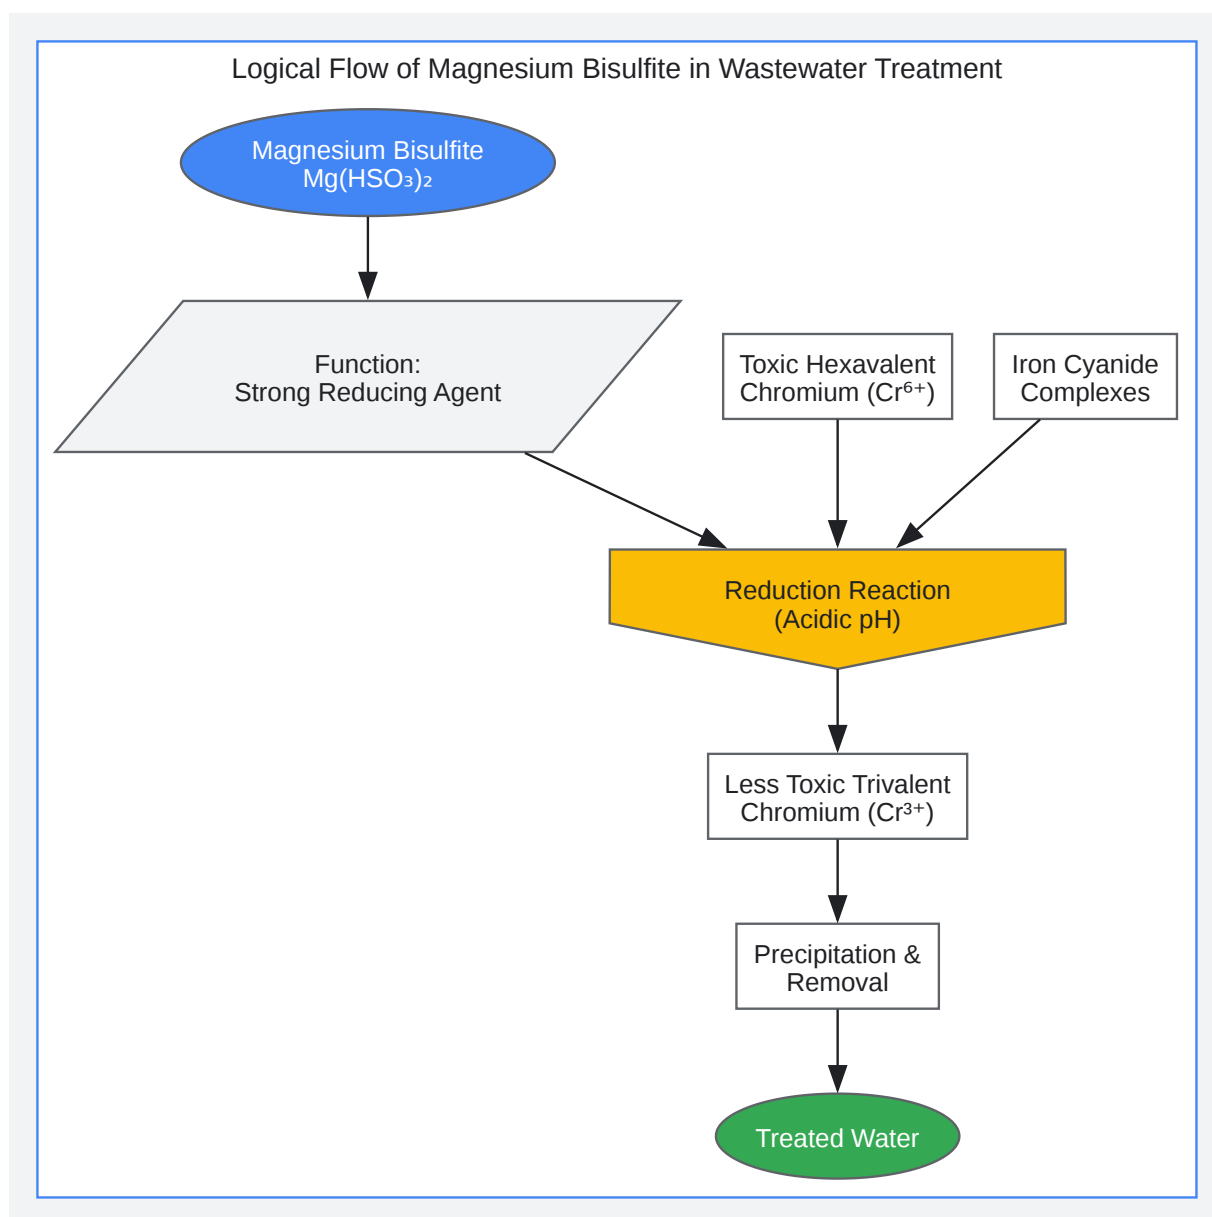 Logical Flow of Magnesium Bisulfite in Wastewater Treatment
Magnesium Bisulfite
Mg(HSO₃)₂
Function:
Strong Reducing Agent
Toxic Hexavalent
Chromium (Cr⁶⁺)
Iron Cyanide
Complexes
Reduction Reaction
(Acidic pH)
Less Toxic Trivalent
Chromium (Cr³⁺)
Precipitation &
Removal
Treated Water